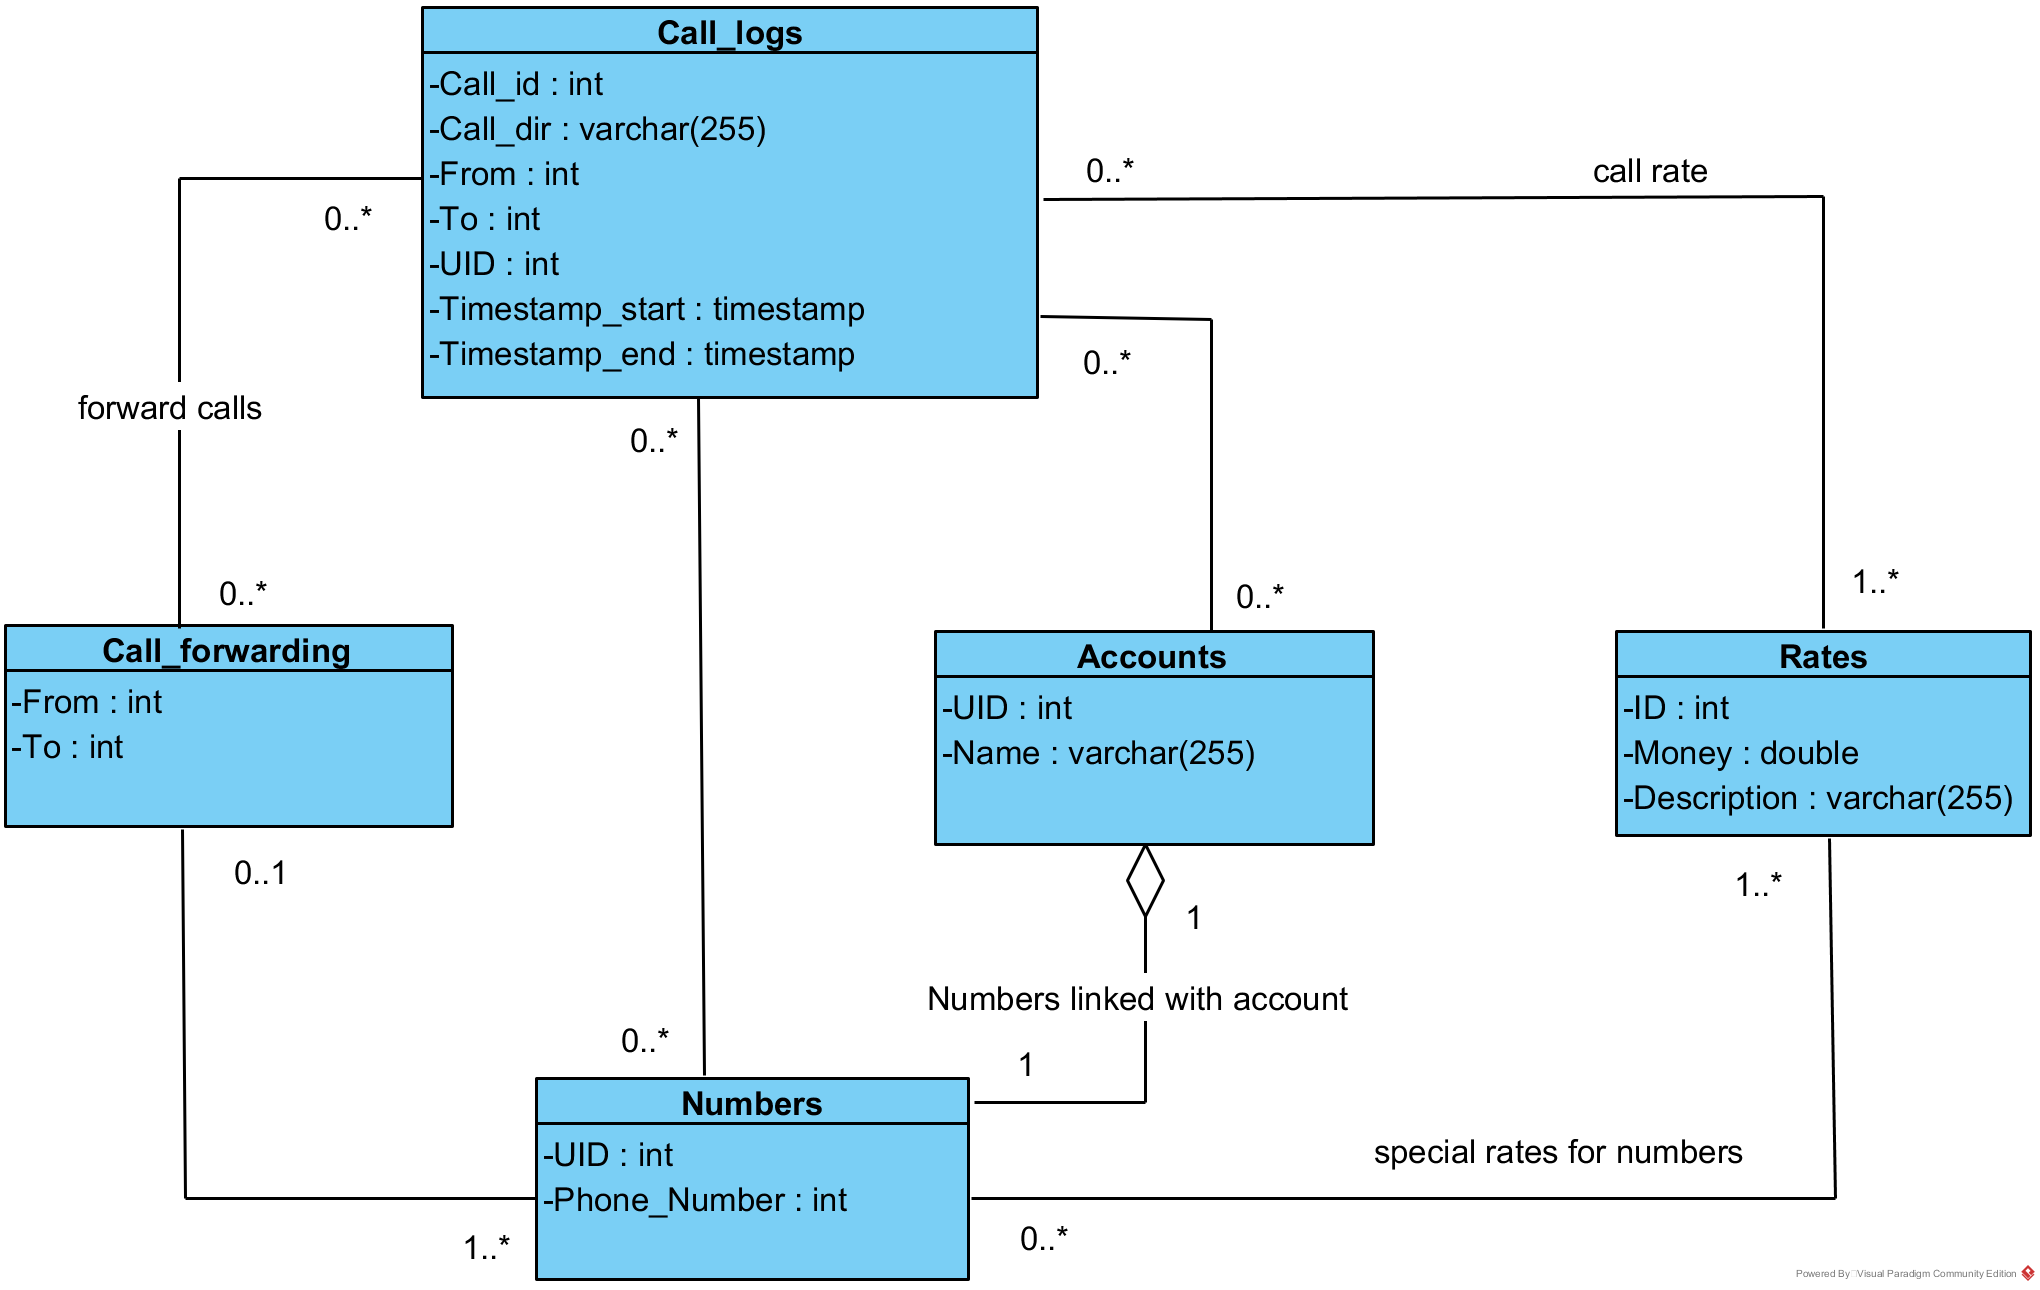 Call_logs
-Call_id : int
-Call_dir : varchar(255)
-From : int
-To : int
-UID : int
-Timestamp_start : timestamp
-Timestamp_end : timestamp
0..*
call rate
0..*
0..*
0..*
forward calls
0..*
0..*
1..*
Call_forwarding
-From : int
-To : int
Accounts
-UID : int
-Name : varchar(255)
Rates
-ID : int
-Money : double
-Description : varchar(255)
0..1
1
1..*
Numbers linked with account
0..*
1
Numbers
-UID : int
-Phone_Number : int
special rates for numbers
1..*
0..*
Powered By Visual Paradigm Community Edition